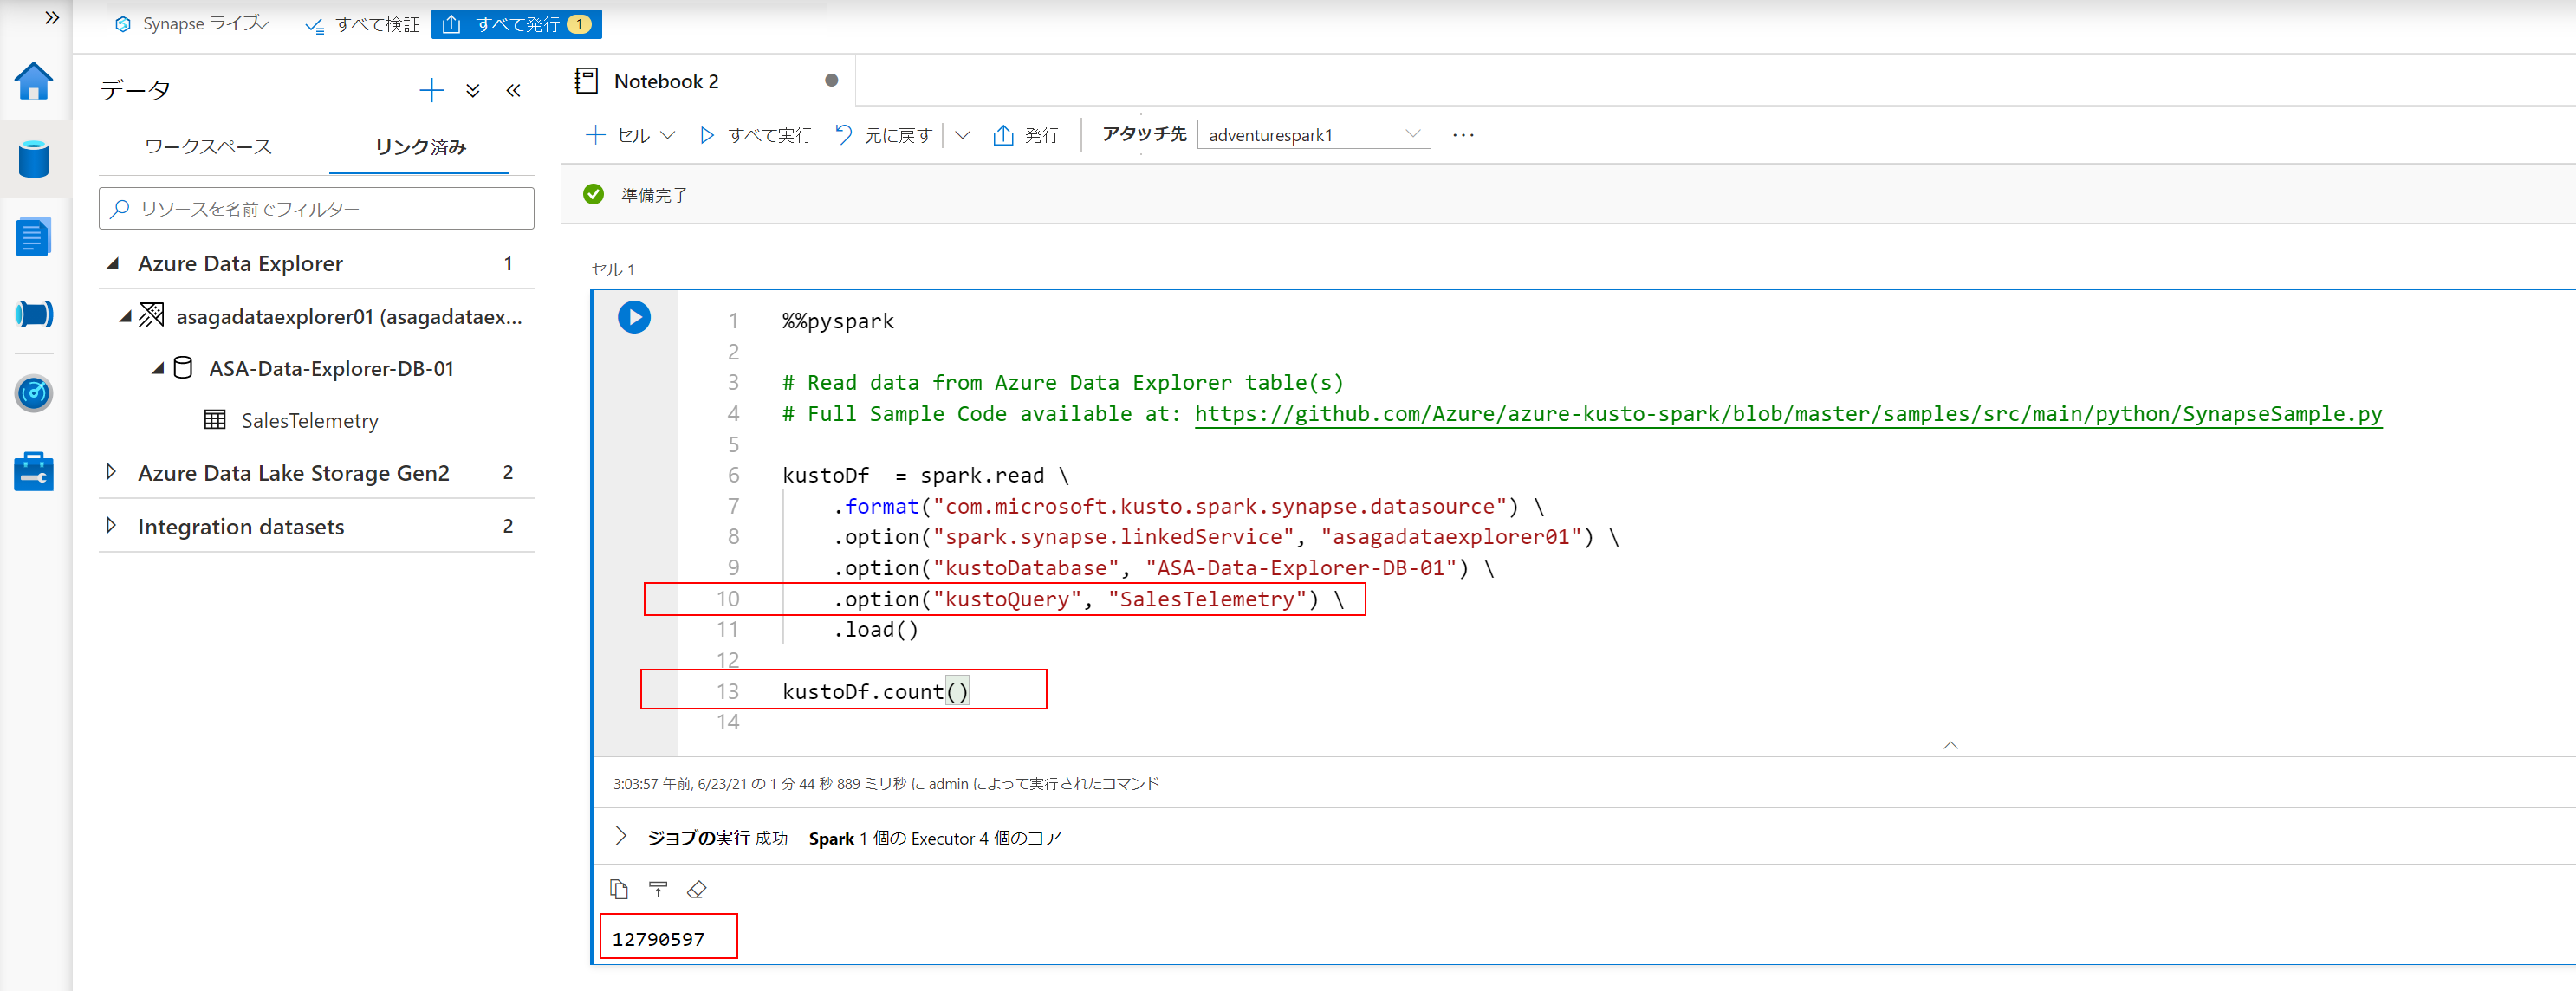 Synapse ライブ すべて検証 すべて発行 1
データ
ワークスペース リンク済み
リソースを名前でフィルター
Azure Data Explorer 1
asagadataexplorer01 (asagadataex...
ASA-Data-Explorer-DB-01
SalesTelemetry
Azure Data Lake Storage Gen2 2
Integration datasets 2
Notebook 2
セル すべて実行 元に戻す 発行 アタッチ先 adventurespark1 ...
準備完了
セル 1
1 %%pyspark
2
3 # Read data from Azure Data Explorer table(s)
4 # Full Sample Code available at: https://github.com/Azure/azure-kusto-spark/blob/master/samples/src/main/python/SynapseSample.py
5
6 kustoDf  = spark.read \
7 .format("com.microsoft.kusto.spark.synapse.datasource") \
8 .option("spark.synapse.linkedService", "asagadataexplorer01") \
9 .option("kustoDatabase", "ASA-Data-Explorer-DB-01") \
10 .option("kustoQuery", "SalesTelemetry") \
11 .load()
12
13 kustoDf.count()
14
3:03:57 午前, 6/23/21 の 1 分 44 秒 889 ミリ秒 に admin によって実行されたコマンド
ジョブの実行 成功 Spark 1 個の Executor 4 個のコア
12790597